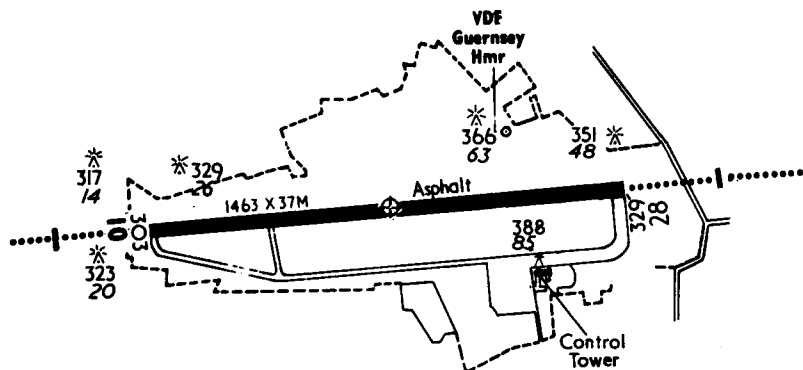 VDF
Guernsey
Hmr
366
63
351
48
317
14
329
26
Asphalt
1463 X 37M
10
303
329
28
323
20
388
85
Control
Tower